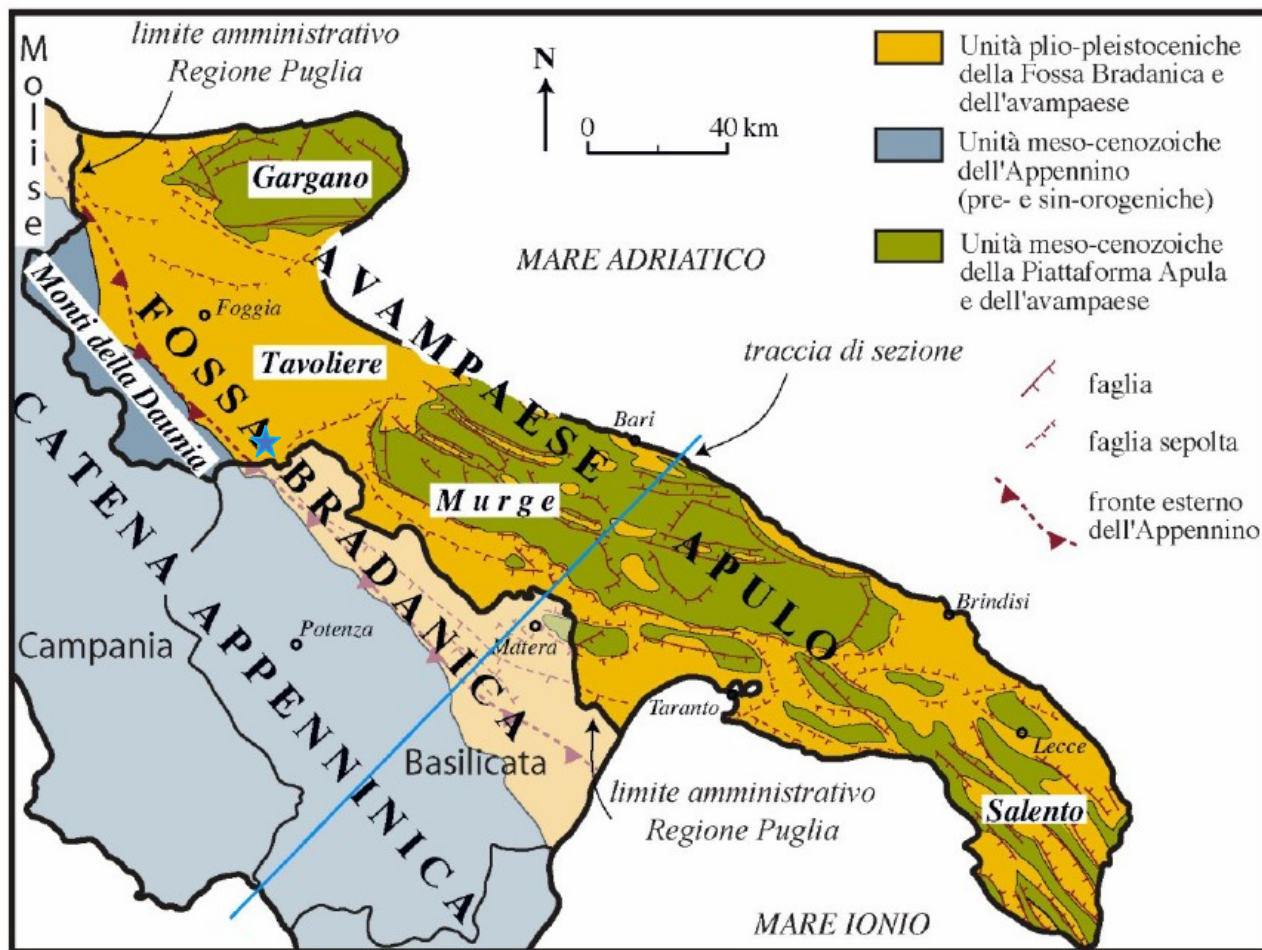 Molise
limite amministrativo
Regione Puglia
N
0 40 km
Unità plio-pleistoceniche
della Fossa Bradanica e
dell'avampaese
Unità meso-cenozoiche
dell'Appennino
(pre- e sin-orogeniche)
Unità meso-cenozoiche
della Piattaforma Apula
e dell'avampaese
Gargano
MARE ADRIATICO
AVAMPAESE APULO
Monti della Daunia
FOSSA BRADANICA
Foggia
Tavoliere
traccia di sezione
faglia
faglia sepolta
fronte esterno
dell'Appennino
Bari
Murge
CATENA APPENNINICA
Campania
Potenza
Matera
Brindisi
Taranto
Lecce
Basilicata
limite amministrativo
Regione Puglia
Salento
MARE IONIO